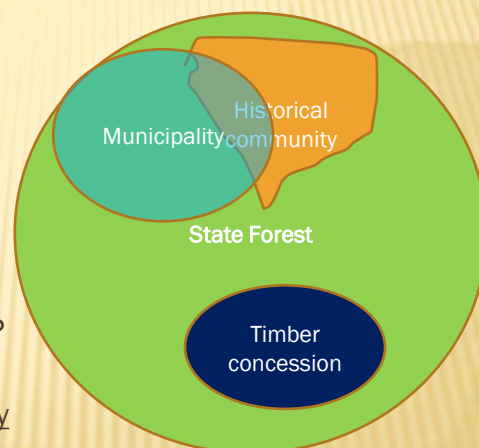 Historical
Municipality community
State Forest
Timber
concession
?
y